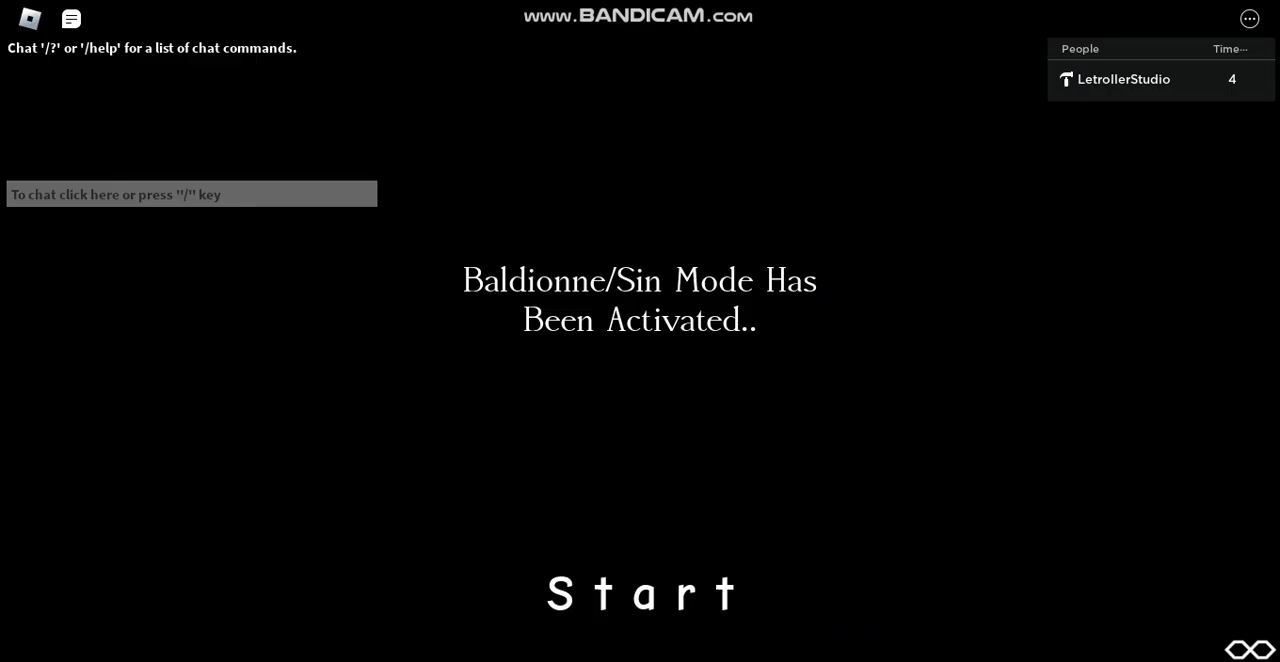 www.BANDICAM.com
Chat '/?' or '/help' for a list of chat commands.
People Time...
LetrollerStudio 4
To chat click here or press "/" key
Baldionne/Sin Mode Has
Been Activated..
Start